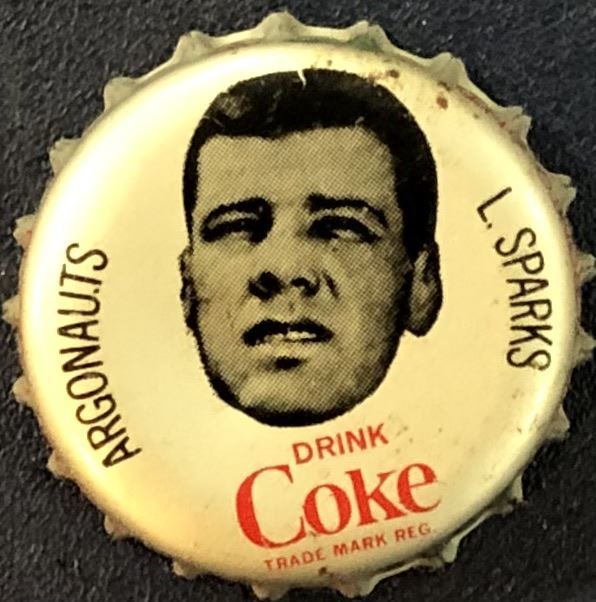 ARGONAUTS
L. SPARKS
DRINK
Coke
TRADE MARK REG.